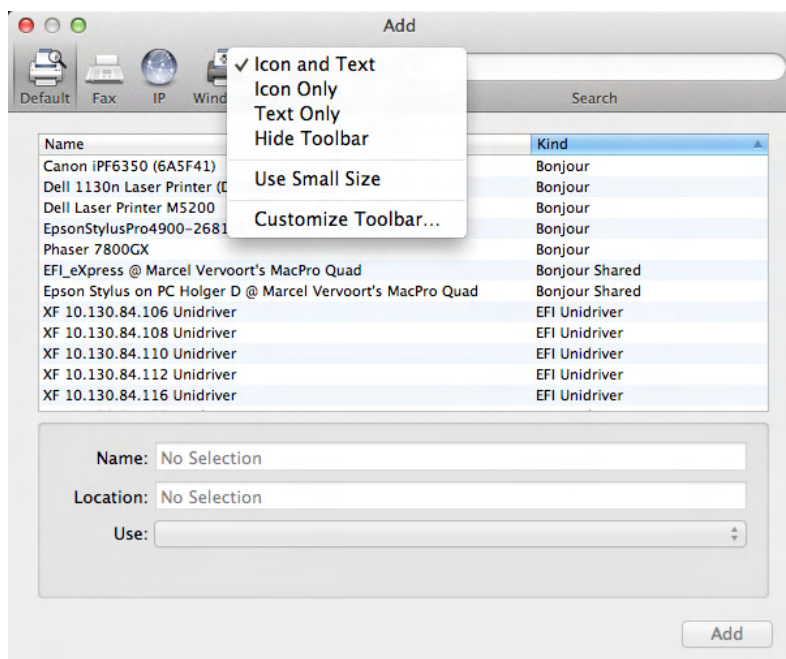 Add
Default Fax IP Wind
Search
✓ Icon and Text
Icon Only
Text Only
Hide Toolbar
Use Small Size
Customize Toolbar...
Name Kind
Canon iPF6350 (6A5F41) Bonjour
Dell 1130n Laser Printer (D Bonjour
Dell Laser Printer M5200 Bonjour
EpsonStylusPro4900-2681 Bonjour
Phaser 7800GX Bonjour
EFI_eXpress @ Marcel Vervoort's MacPro Quad Bonjour Shared
Epson Stylus on PC Holger D @ Marcel Vervoort's MacPro Quad Bonjour Shared
XF 10.130.84.106 Unidriver EFI Unidriver
XF 10.130.84.108 Unidriver EFI Unidriver
XF 10.130.84.110 Unidriver EFI Unidriver
XF 10.130.84.112 Unidriver EFI Unidriver
XF 10.130.84.116 Unidriver EFI Unidriver
Name: No Selection
Location: No Selection
Use:
Add